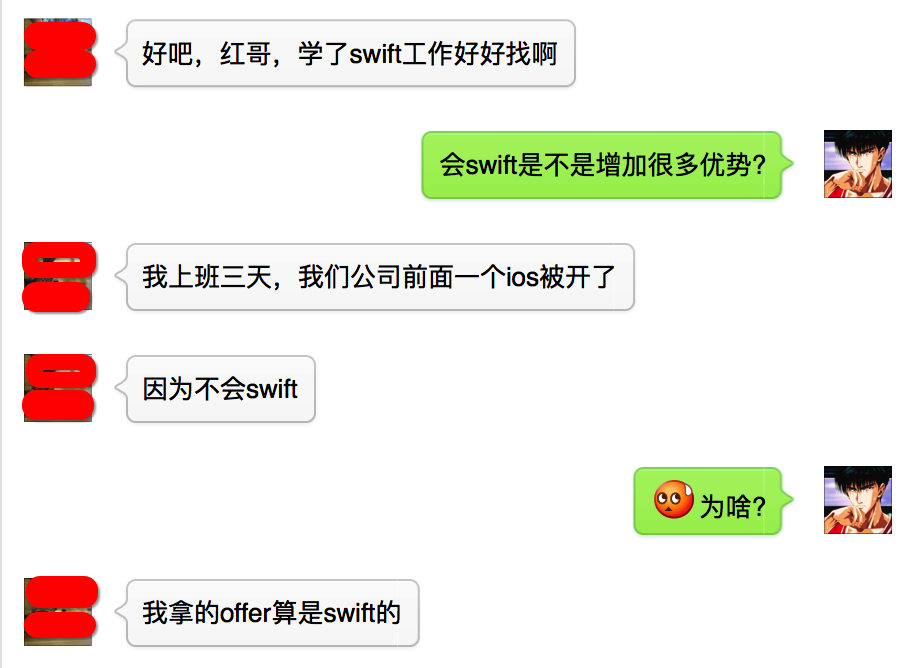 好吧，红哥，学了swift工作好好找啊
会swift是不是增加很多优势?
我上班三天，我们公司前面一个ios被开了
因为不会swift
为啥?
我拿的offer算是swift的